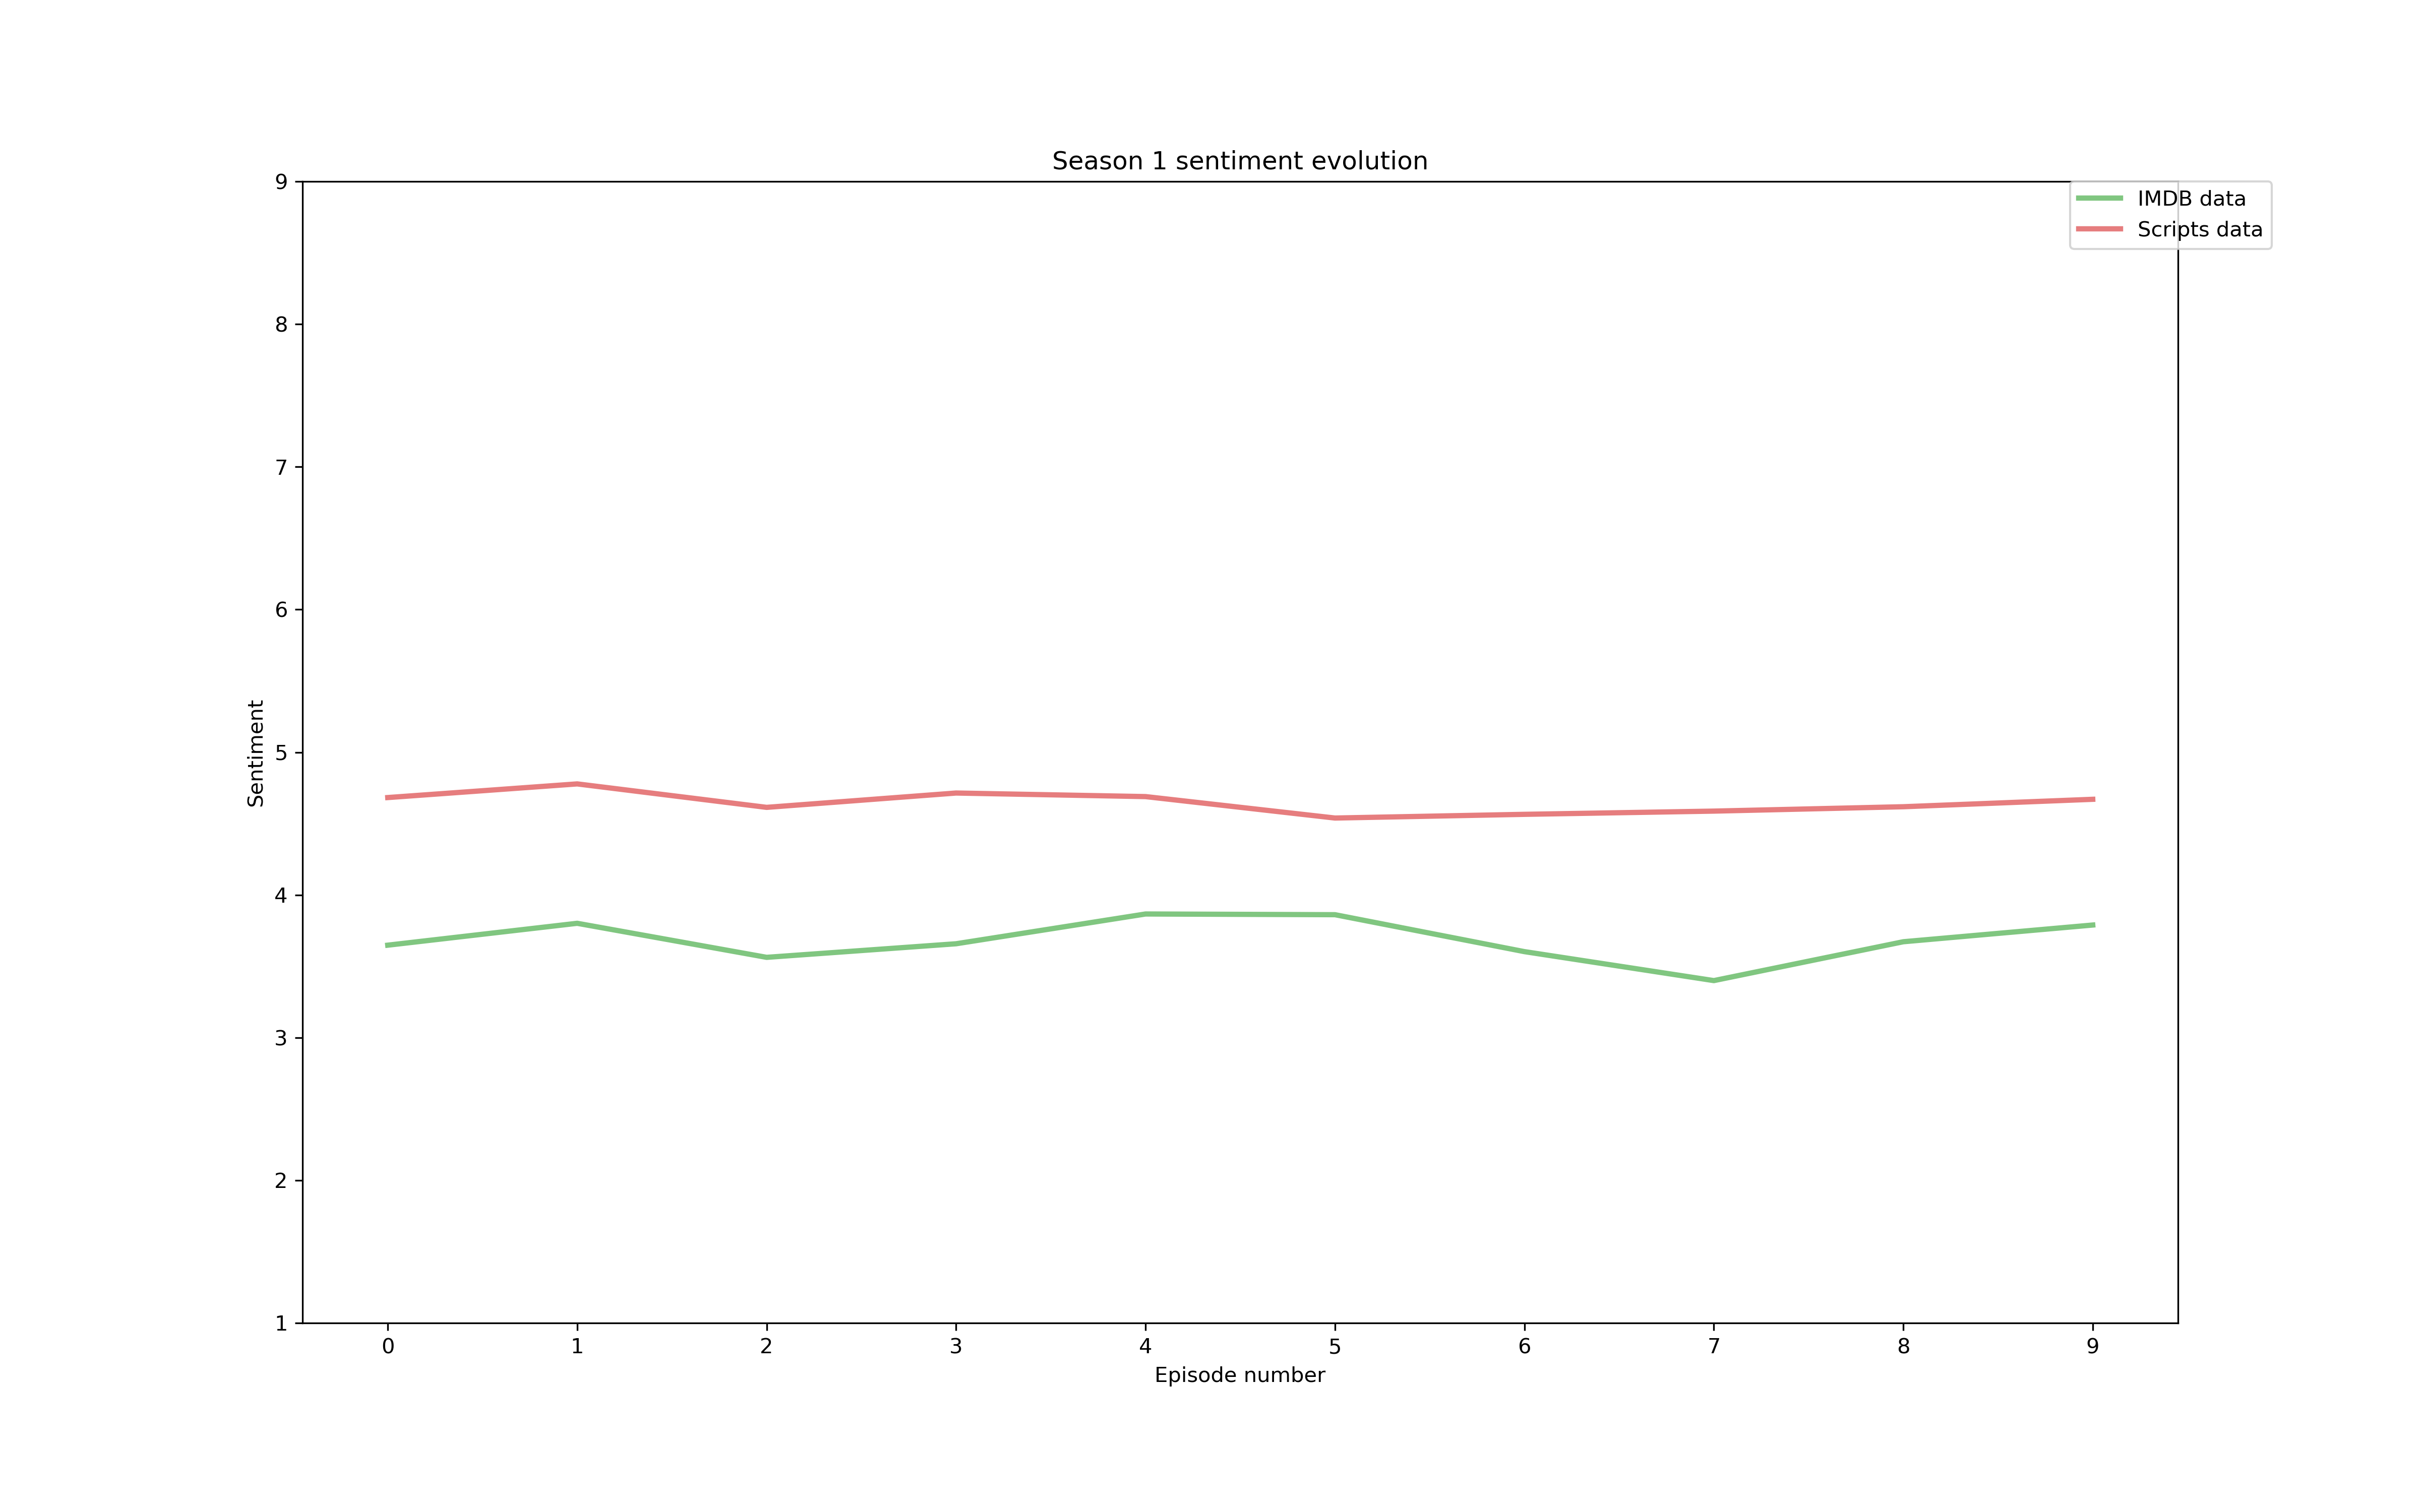 Season 1 sentiment evolution
IMDB data
Scripts data
9
8
7
6
5
4
3
2
1
Sentiment
0 1 2 3 4 5 6 7 8 9
Episode number